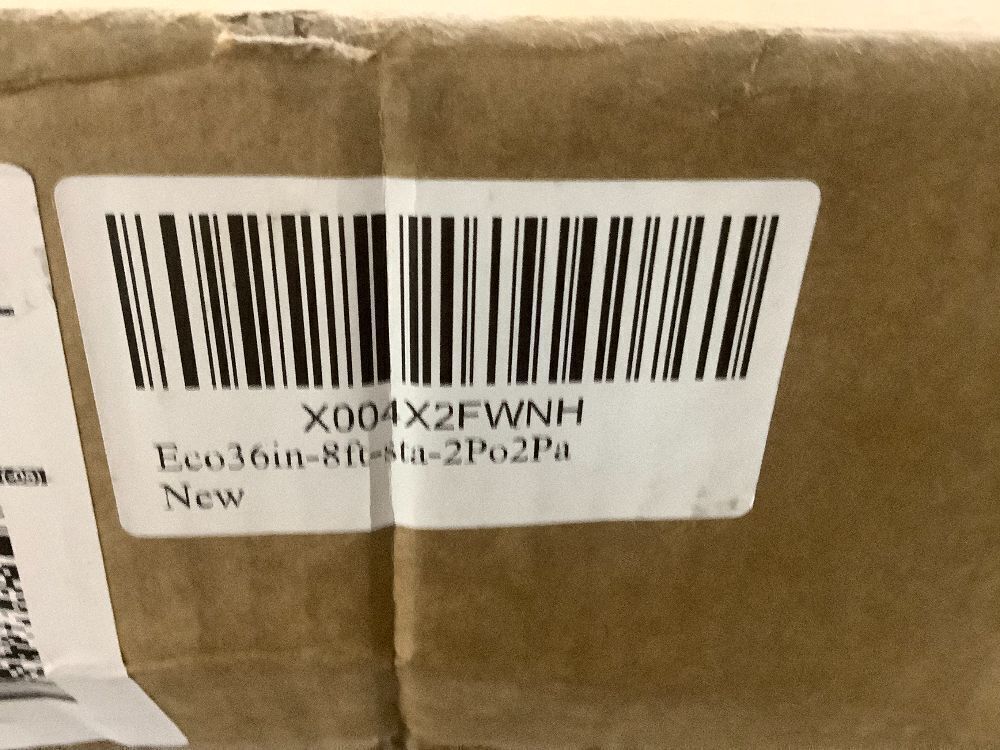 X004X2FWNH
Eco36in-8ft-sta-2Po2Pa
New